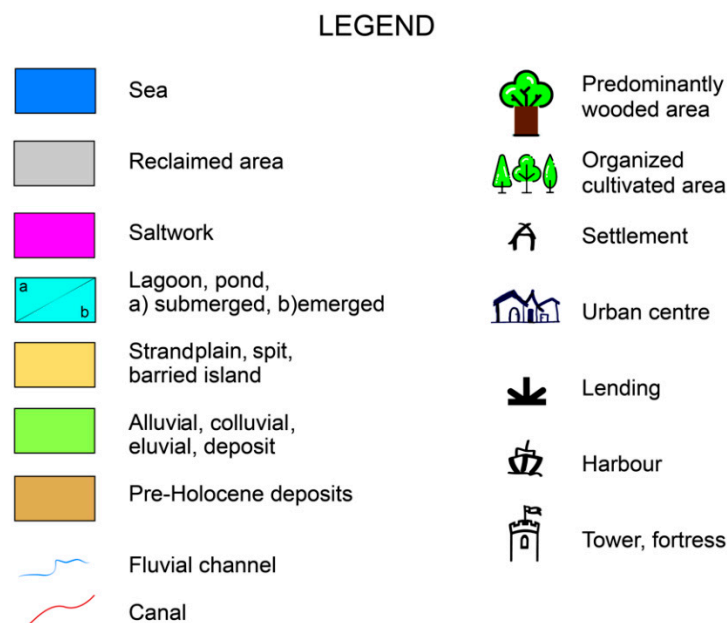 LEGEND
Sea
Reclaimed area
Saltwork
a
b
Lagoon, pond,
a) submerged, b)emerged
Strandplain, spit,
barried island
Alluvial, colluvial,
eluvial, deposit
Pre-Holocene deposits
Fluvial channel
Canal
Predominantly
wooded area
Organized
cultivated area
Settlement
Urban centre
Lending
Harbour
Tower, fortress